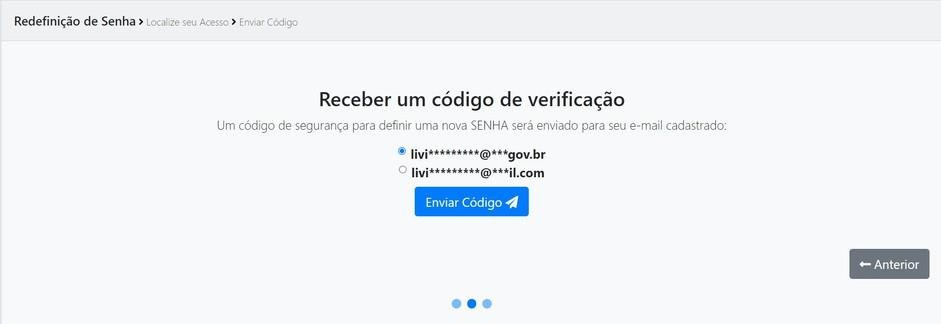 Redefinição de Senha > Localize seu Acesso > Enviar Código
Receber um código de verificação
Um código de segurança para definir uma nova SENHA será enviado para seu e-mail cadastrado:
livi*********@***gov.br
livi*********@***il.com
Enviar Código
Anterior